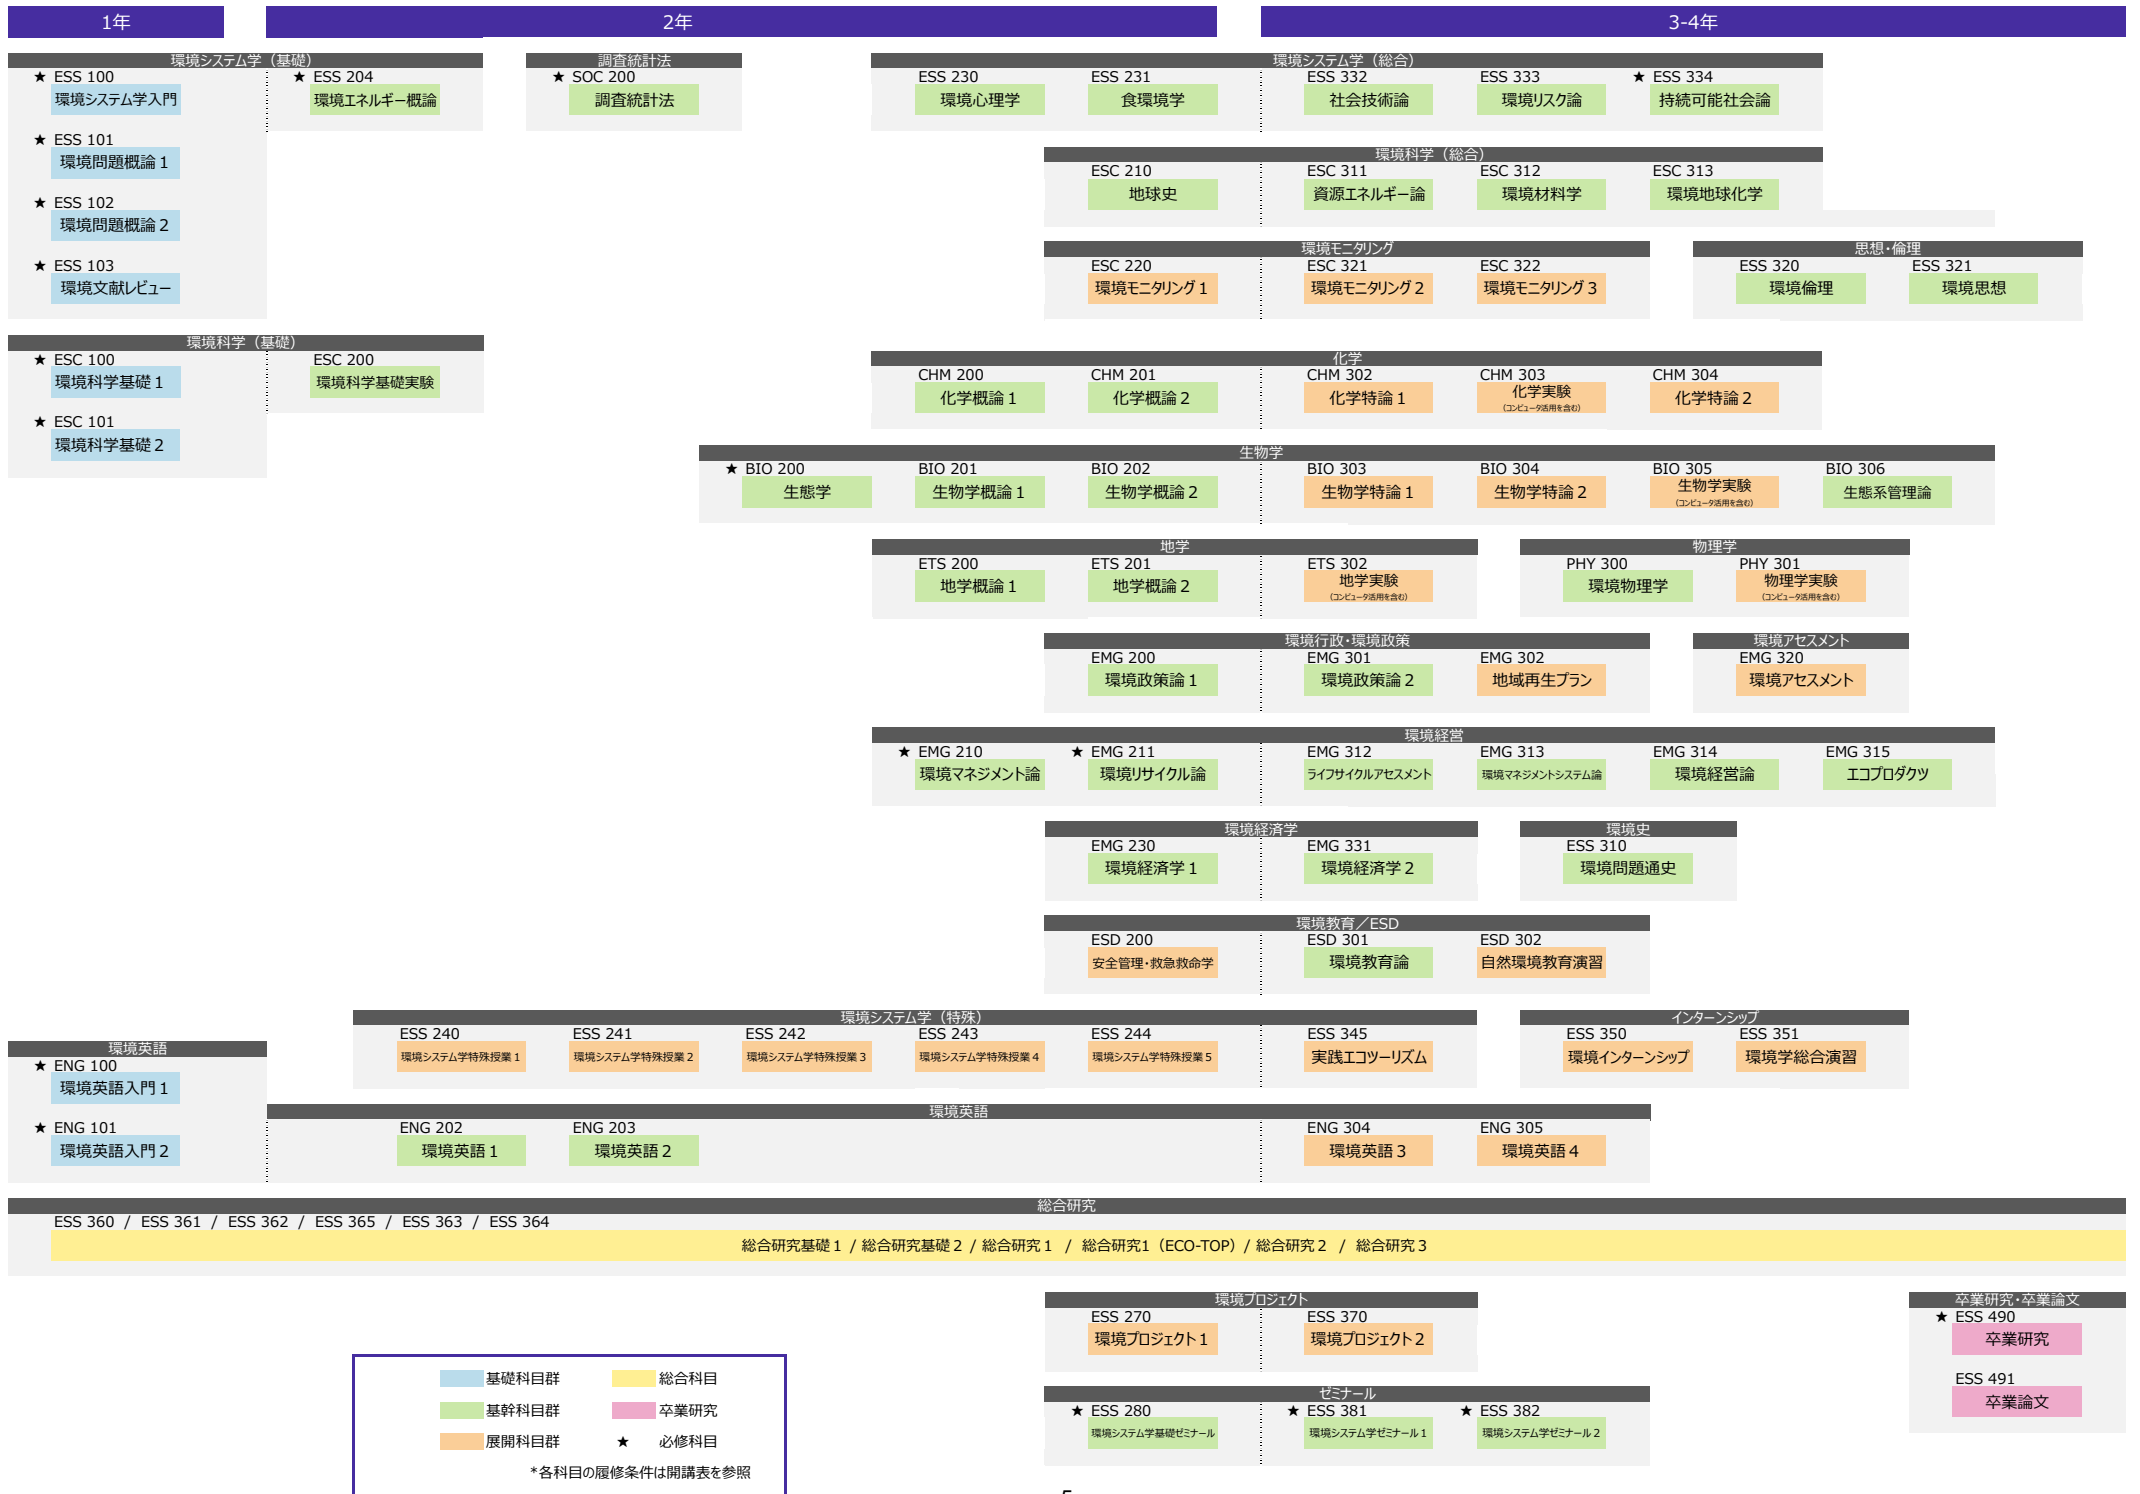 1年 2年 3-4年
環境システム学（基礎） 調査統計法 環境システム学（総合）
★ ESS 100 ★ ESS 204 ★ SOC 200 ESS 230 ESS 231 ESS 332 ESS 333 ★ ESS 334
環境システム学入門 環境エネルギー概論 調査統計法 環境心理学 食環境学 社会技術論 環境リスク論 持続可能社会論
★ ESS 101
環境問題概論１
環境科学（総合）
ESC 210 ESC 311 ESC 312 ESC 313
地球史 資源エネルギー論 環境材料学 環境地球化学
★ ESS 102
環境問題概論２
環境モニタリング 思想・倫理
★ ESS 103 ESC 220 ESC 321 ESC 322 ESS 320 ESS 321
環境文献レビュー 環境モニタリング１ 環境モニタリング２ 環境モニタリング３ 環境倫理 環境思想
環境科学（基礎）
★ ESC 100 ESC 200
環境科学基礎１ 環境科学基礎実験
化学
CHM 200 CHM 201 CHM 302 CHM 303 CHM 304
化学概論１ 化学概論２ 化学特論１ 化学実験 化学特論２
（コンピュータ活用を含む）
★ ESC 101
環境科学基礎２
生物学
★ BIO 200 BIO 201 BIO 202 BIO 303 BIO 304 BIO 305 BIO 306
生態学 生物学概論１ 生物学概論２ 生物学特論１ 生物学特論２ 生物学実験 生態系管理論
（コンピュータ活用を含む）
地学 物理学
ETS 200 ETS 201 ETS 302 PHY 300 PHY 301
地学概論１ 地学概論２ 地学実験 環境物理学 物理学実験
（コンピュータ活用を含む） （コンピュータ活用を含む）
環境行政・環境政策 環境アセスメント
EMG 200 EMG 301 EMG 302 EMG 320
環境政策論１ 環境政策論２ 地域再生プラン 環境アセスメント
環境経営
★ EMG 210 ★ EMG 211 EMG 312 EMG 313 EMG 314 EMG 315
環境マネジメント論 環境リサイクル論 ライフサイクルアセスメント 環境マネジメントシステム論 環境経営論 エコプロダクツ
環境経済学 環境史
EMG 230 EMG 331 ESS 310
環境経済学１ 環境経済学２ 環境問題通史
環境教育／ESD
ESD 200 ESD 301 ESD 302
安全管理・救急救命学 環境教育論 自然環境教育演習
環境システム学（特殊） インターンシップ
ESS 240 ESS 241 ESS 242 ESS 243 ESS 244 ESS 345 ESS 350 ESS 351
環境システム学特殊授業１ 環境システム学特殊授業２ 環境システム学特殊授業３ 環境システム学特殊授業４ 環境システム学特殊授業５ 実践エコツーリズム 環境インターンシップ 環境学総合演習
環境英語
★ ENG 100
環境英語入門１
環境英語
★ ENG 101 ENG 202 ENG 203 ENG 304 ENG 305
環境英語入門２ 環境英語１ 環境英語２ 環境英語３ 環境英語４
総合研究
ESS 360 / ESS 361 / ESS 362 / ESS 365 / ESS 363 / ESS 364
総合研究基礎１ / 総合研究基礎２ / 総合研究１ / 総合研究1（ECO-TOP）/ 総合研究２ / 総合研究３
環境プロジェクト 卒業研究・卒業論文
ESS 270 ESS 370 ★ ESS 490
環境プロジェクト１ 環境プロジェクト２ 卒業研究
ESS 491
卒業論文
ゼミナール
★ ESS 280 ★ ESS 381 ★ ESS 382
環境システム学基礎ゼミナール 環境システム学ゼミナール１ 環境システム学ゼミナール２
基礎科目群 総合科目
基幹科目群 卒業研究
展開科目群 ★ 必修科目
*各科目の履修条件は開講表を参照